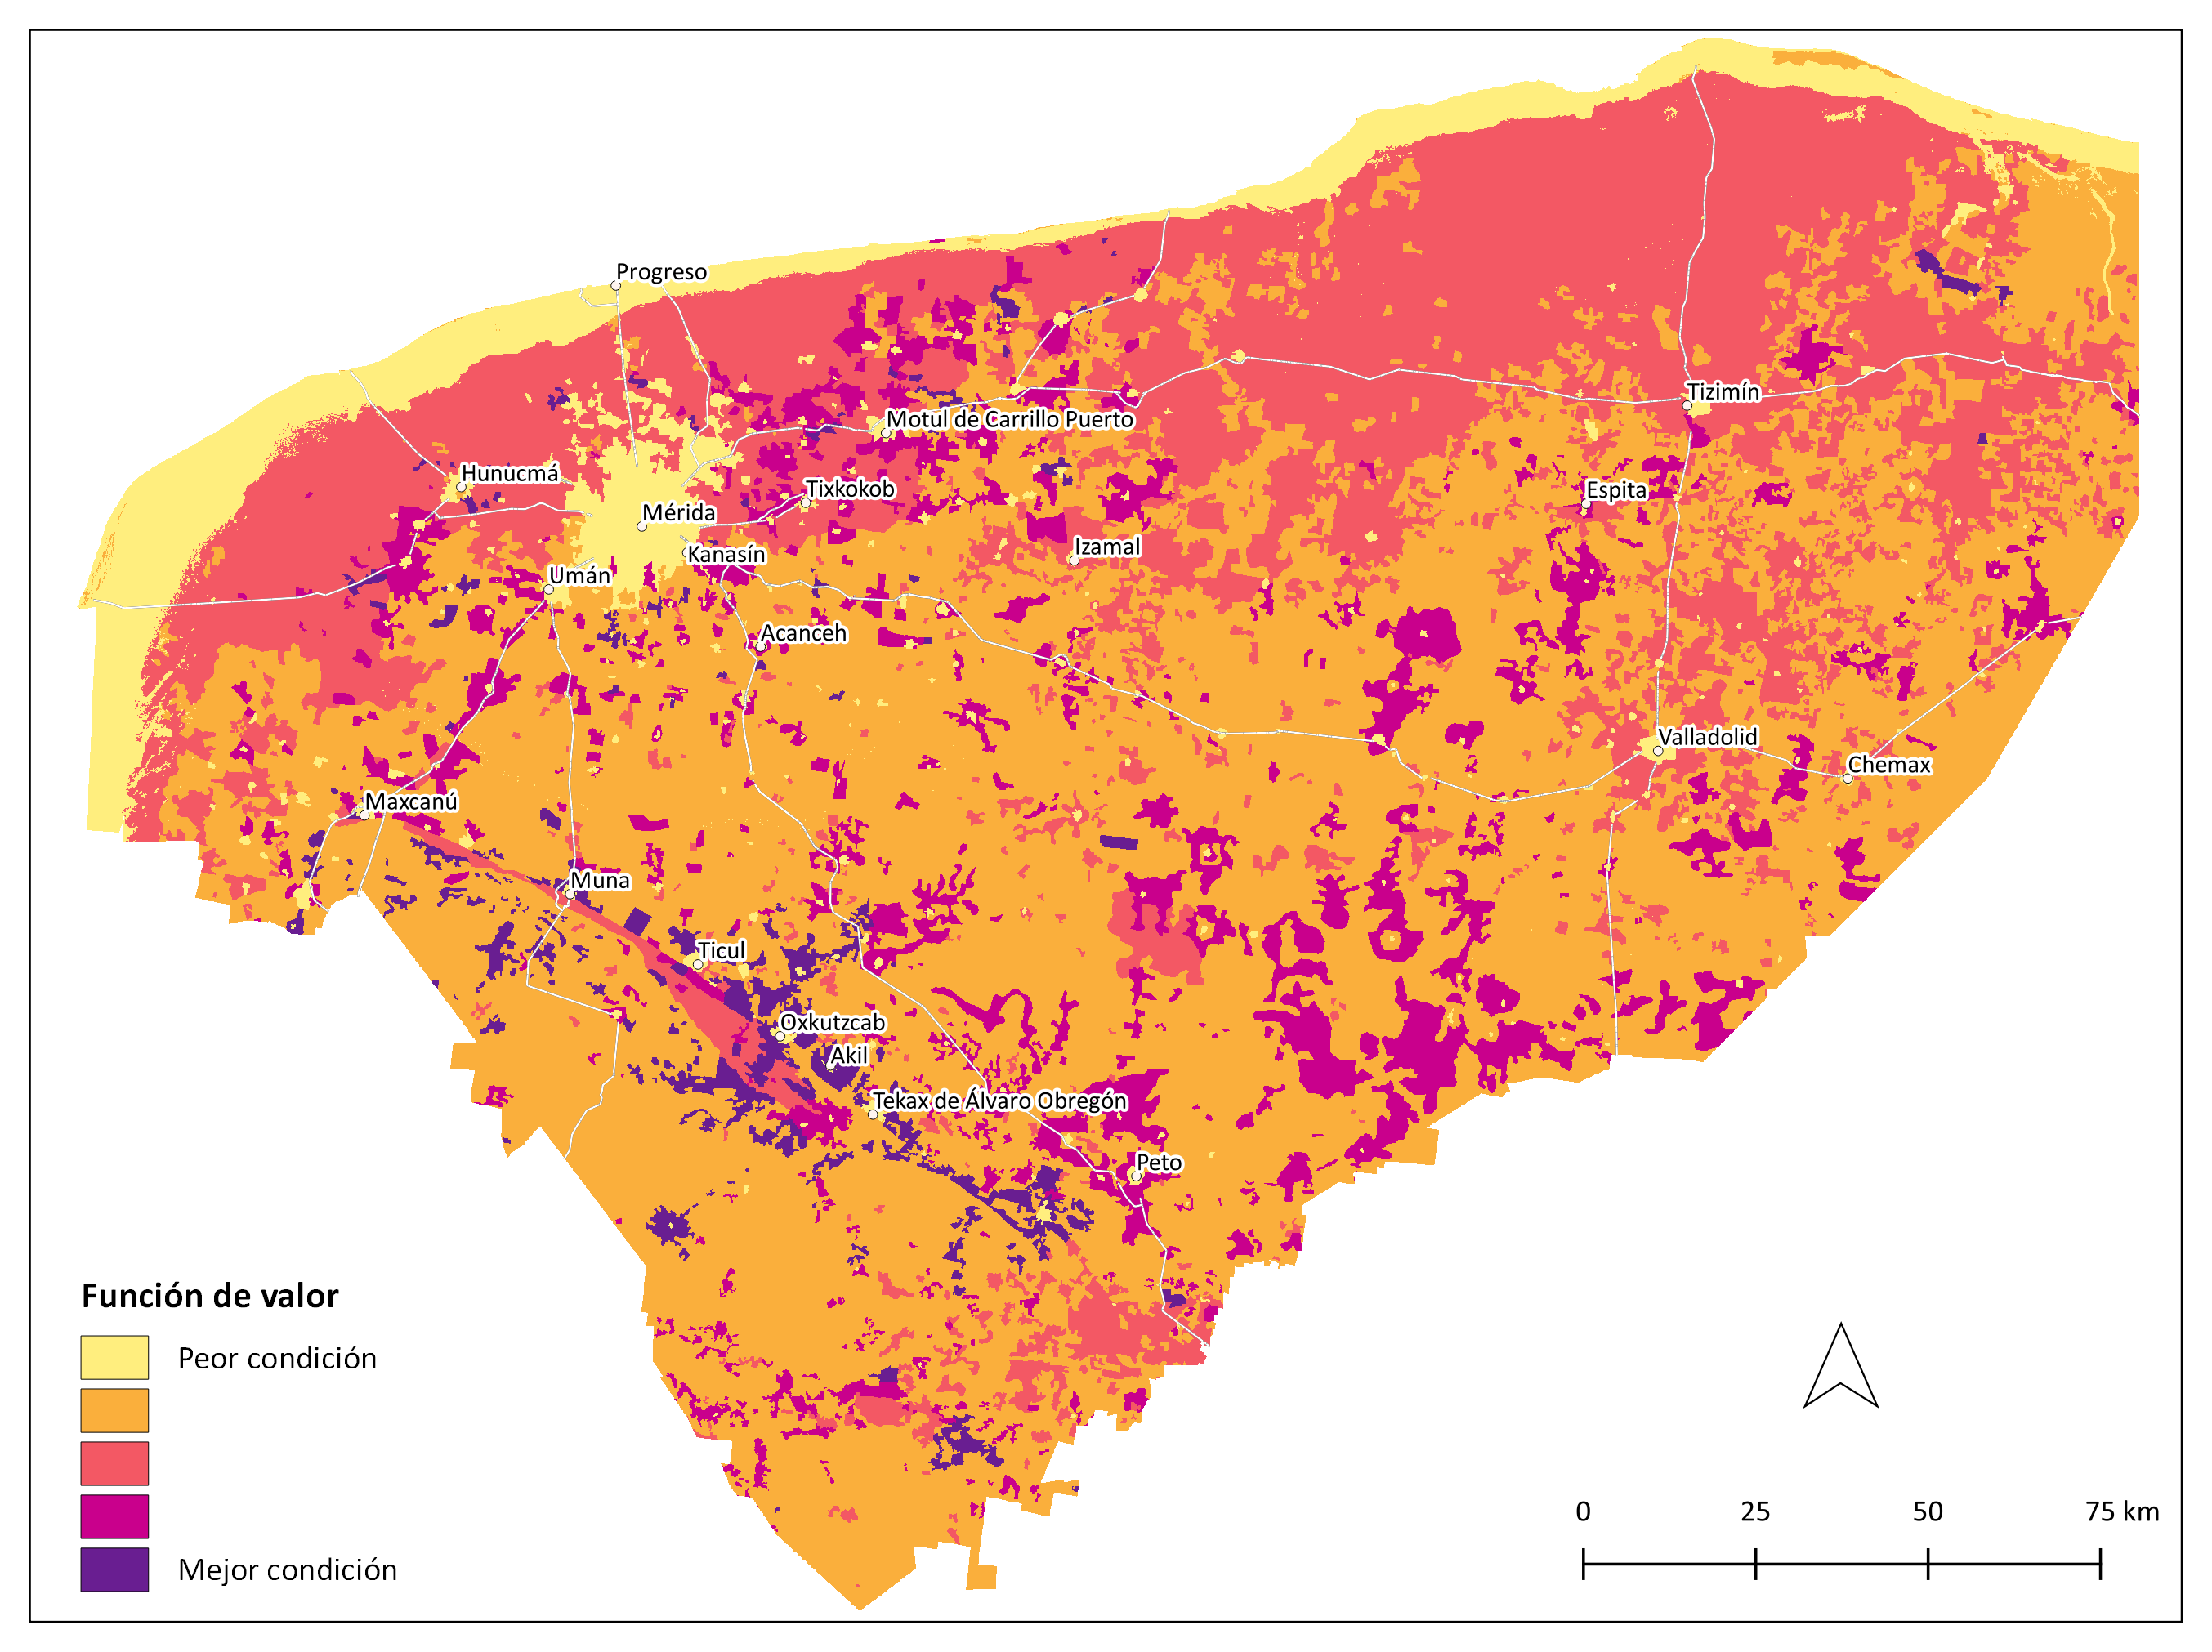 Progreso
Tizimín
Motul de Carrillo Puerto
Hunucmá
Tixkokob
Espita
Mérida
Kanasín
Izamal
Umán
Acanceh
Valladolid
Chemax
Maxcanú
Muna
Ticul
Oxkutzcab
Akil
Tekax de Álvaro Obregón
Peto
Función de valor
Peor condición
Mejor condición
0 25 50 75 km